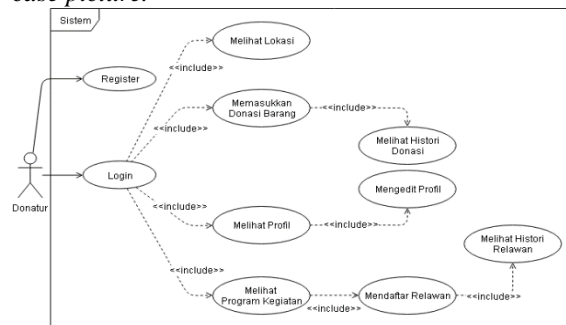 case picture.
Sistem
Melihat Lokasi
<<include>>
Register
Memasukkan
Donasi Barang
<<include>>
<<include>>
Melihat Histori
Donasi
Login
Donatur
Mengedit Profil
<<include>>
Melihat Profil
<<include>>
Melihat Histori
Relawan
<<include>>
Melihat
Program Kegiatan
<<include>>
Mendaftar Relawan
<<include>>